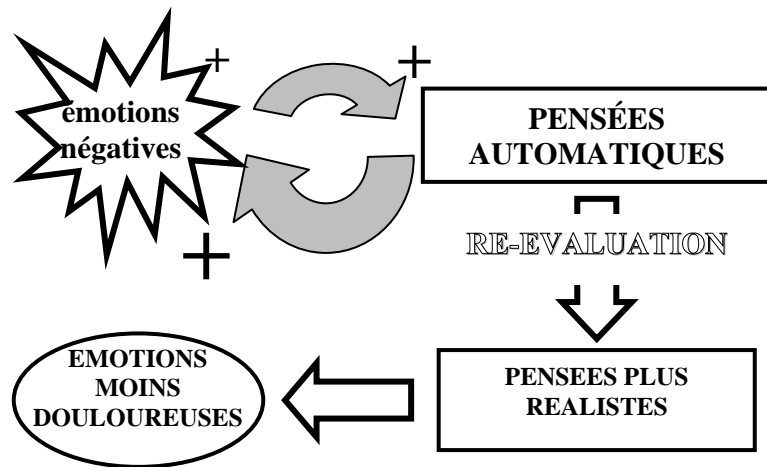 +
+
émotions
négatives
PENSÉES
AUTOMATIQUES
RE-EVALUATION
+
EMOTIONS
MOINS
DOULOUREUSES
PENSEES PLUS
REALISTES